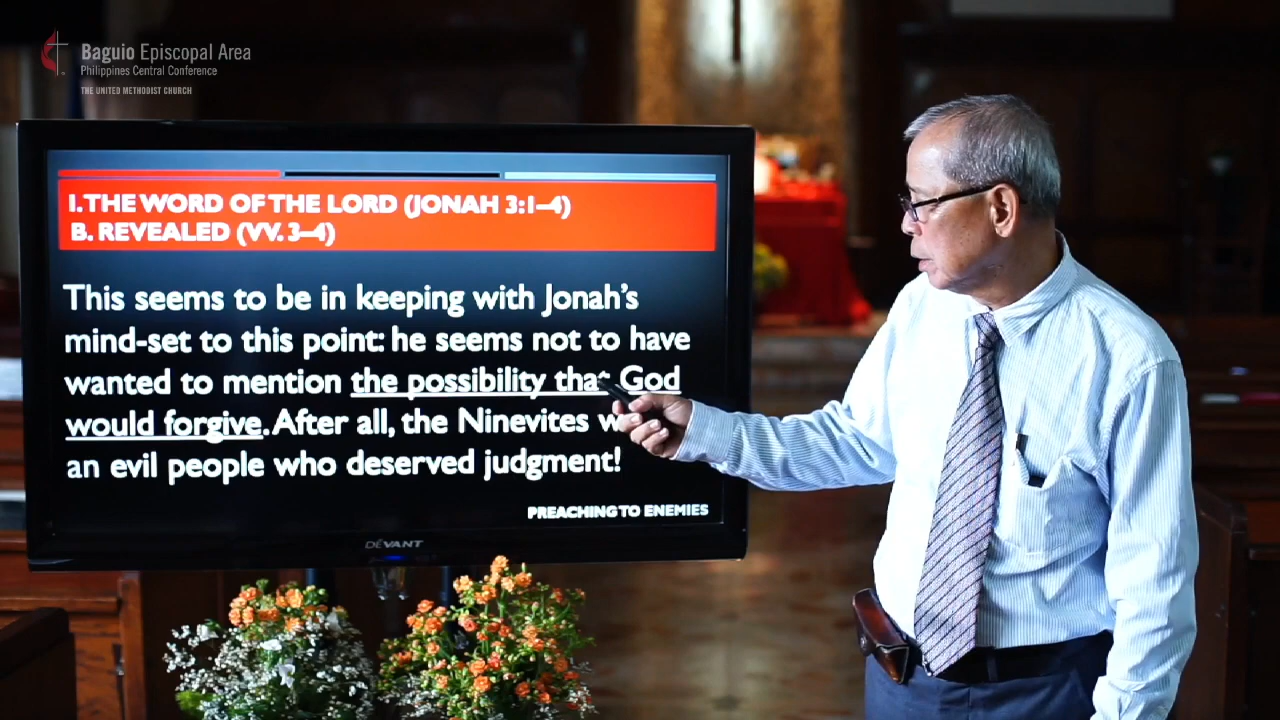 Baguio Episcopal Area
Philippines Central Conference
THE UNITED METHODIST CHURCH
I. THE WORD OF THE LORD (JONAH 3:1–4)
B. REVEALED (VV. 3–4)
This seems to be in keeping with Jonah's
mind-set to this point: he seems not to have
wanted to mention the possibility that God
would forgive. After all, the Ninevites
an evil people who deserved judgment!
PREACHING TO ENEMIES
DEVANT